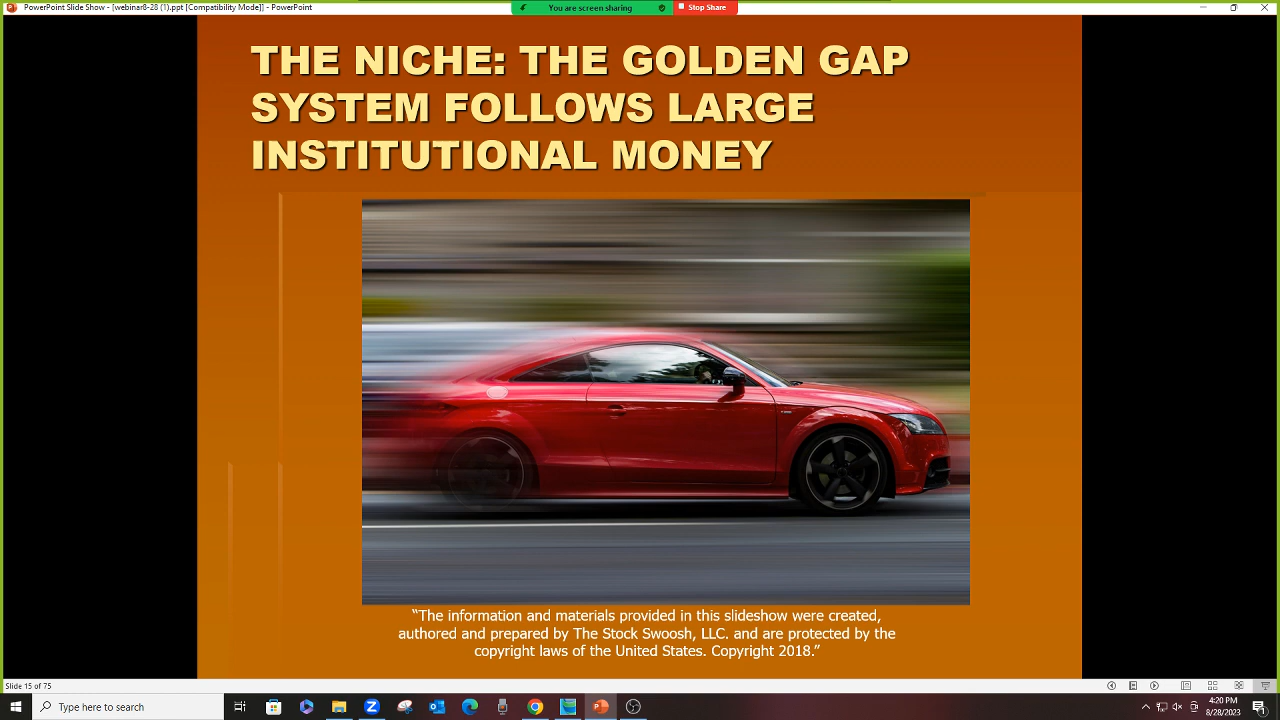 PowerPoint Slide Show - [webinar8-28 (1).ppt [Compatibility Mode]] - PowerPoint
You are screen sharing
Stop Share
THE NICHE: THE GOLDEN GAP
SYSTEM FOLLOWS LARGE
INSTITUTIONAL MONEY
“The information and materials provided in this slideshow were created,
authored and prepared by The Stock Swoosh, LLC. and are protected by the
copyright laws of the United States. Copyright 2018.”
Slide 15 of 75
Type here to search
4:20 PM
8/28/2023